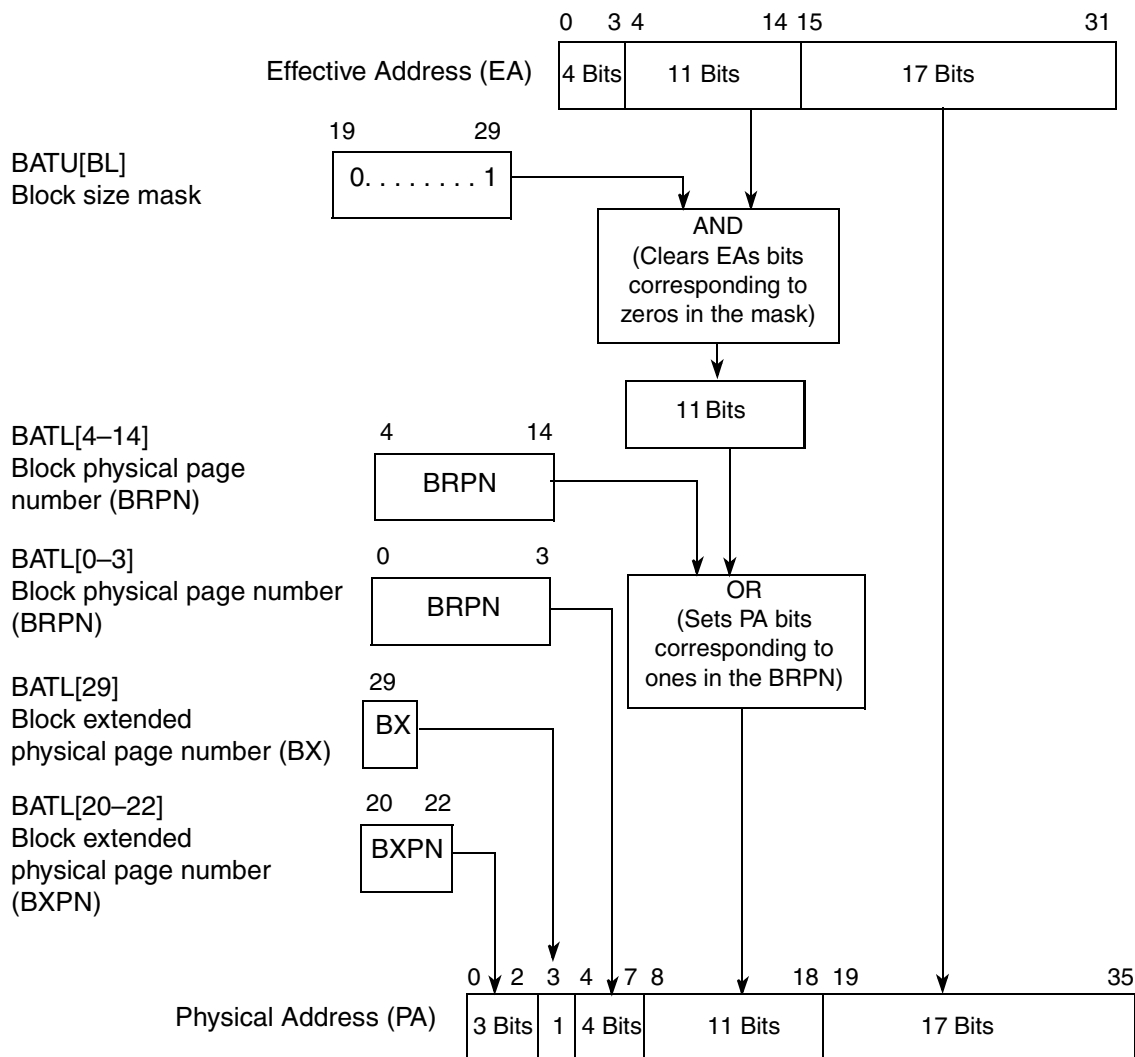 0 3 4 14 15 31
Effective Address (EA)
4 Bits 11 Bits 17 Bits
19 29
BATU[BL]
Block size mask
0. . . . . . . . 1
AND
(Clears EAs bits
corresponding to
zeros in the mask)
11 Bits
BATL[4–14]
Block physical page
number (BRPN)
4 14
BRPN
BATL[0–3]
Block physical page number
(BRPN)
0 3
BRPN
OR
(Sets PA bits
corresponding to
ones in the BRPN)
BATL[29]
Block extended
physical page number (BX)
29
BX
BATL[20–22]
Block extended
physical page number
(BXPN)
20 22
BXPN
0 2 3 4 7 8 18 19 35
Physical Address (PA)
3 Bits 1 4 Bits 11 Bits 17 Bits